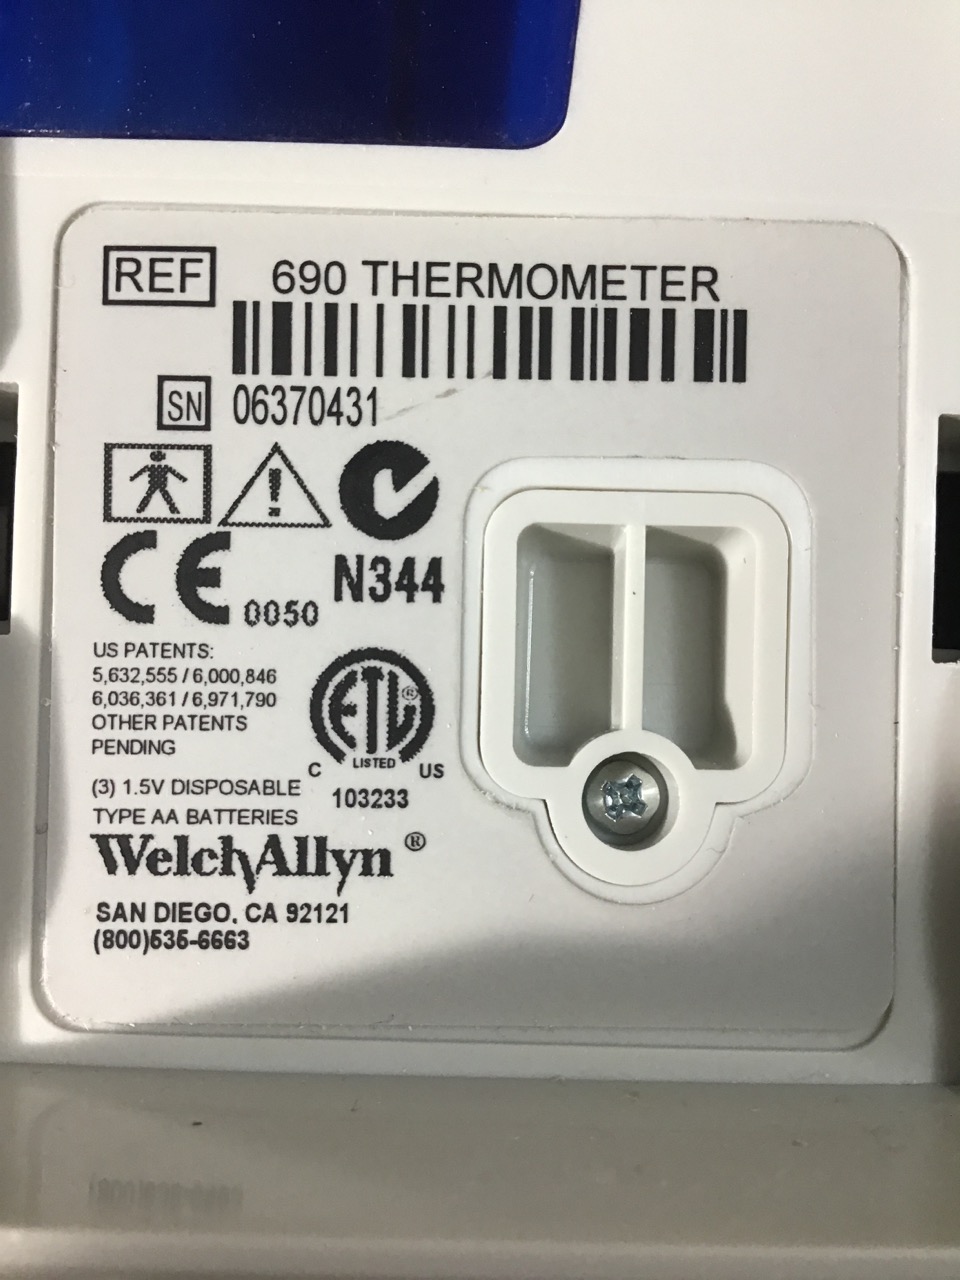 REF 690 THERMOMETER
SN 06370431
CE 0050 N344
US PATENTS:
5,632,555 / 6,000,846
6,036,361 / 6,971,790
OTHER PATENTS
PENDING
ETL ®
LISTED
C US
103233
(3) 1.5V DISPOSABLE
TYPE AA BATTERIES
WelchAllyn ®
SAN DIEGO, CA 92121
(800)535-6663